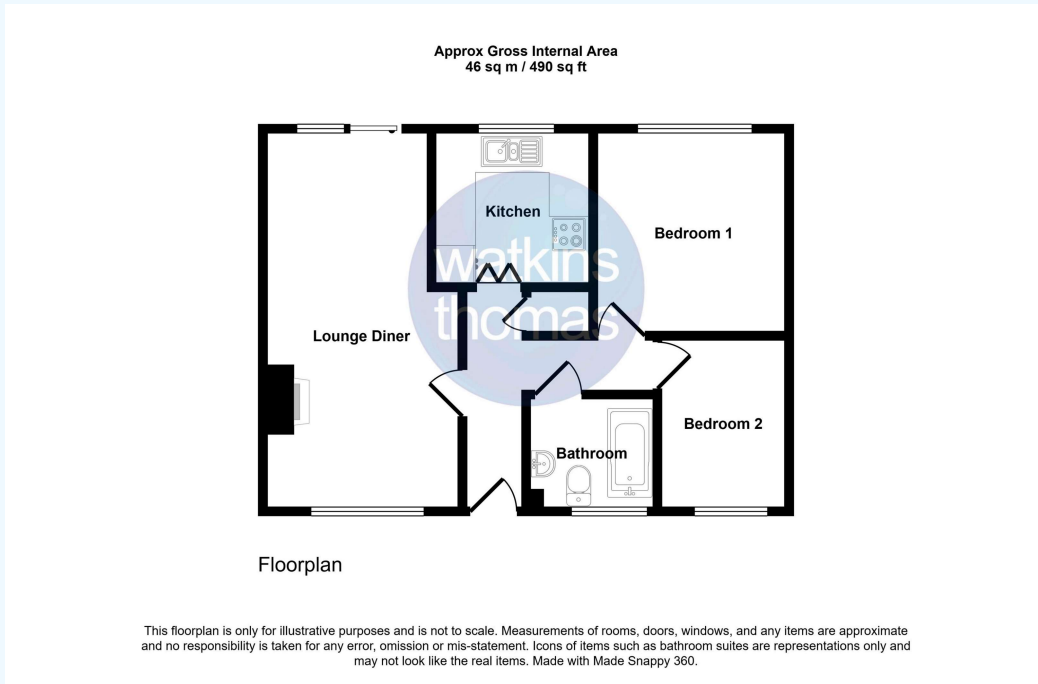 Approx Gross Internal Area
46 sq m / 490 sq ft
Kitchen
Bedroom 1
watkins
thomas
Lounge Diner
Bedroom 2
Bathroom
Floorplan
This floorplan is only for illustrative purposes and is not to scale. Measurements of rooms, doors, windows, and any items are approximate
and no responsibility is taken for any error, omission or mis-statement. Icons of items such as bathroom suites are representations only and
may not look like the real items. Made with Made Snappy 360.